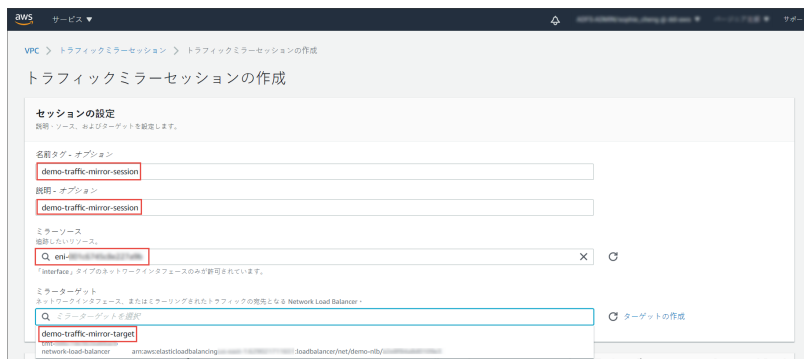 aws サービス サポー
VPC > トラフィックミラーセッション > トラフィックミラーセッションの作成
トラフィックミラーセッションの作成
セッションの設定
説明・ソース、およびターゲットを設定します。
名前タグ - オプション
demo-traffic-mirror-session
説明 - オプション
demo-traffic-mirror-session
ミラーソース
追跡したいリソース。
eni-
「interface」タイプのネットワークインタフェースのみが許可されています。
ミラーターゲット
ネットワークインタフェース、またはミラーリングされたトラフィックの宛先となる Network Load Balancer・
ミラーターゲットを選択 ターゲットの作成
demo-traffic-mirror-target
network-load-balancer arn:aws:elasticloadbalancing :loadbalancer/net/demo-nlb/